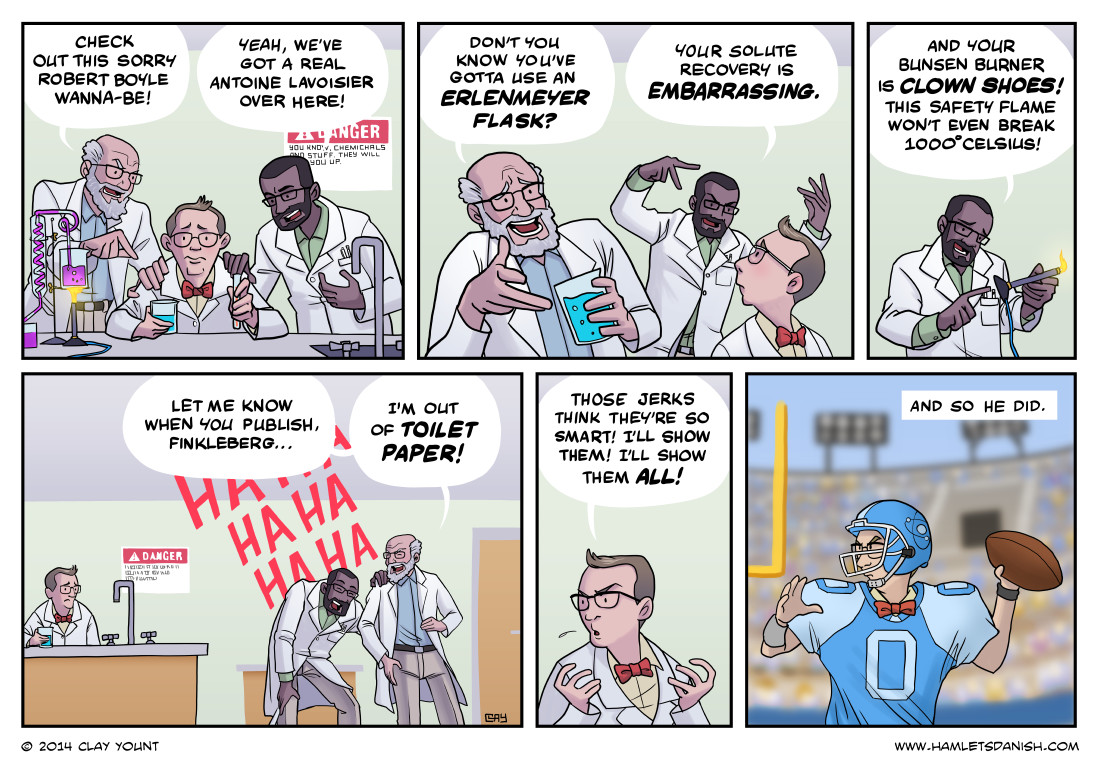 CHECK
OUT THIS SORRY
ROBERT BOYLE
WANNA-BE!
YEAH, WE'VE
GOT A REAL
ANTOINE LAVOISIER
OVER HERE!
DANGER
YOU KNOW, CHEMICHALS
AND STUFF. THEY WILL
YOU UP.
DON'T YOU
KNOW YOU'VE
GOTTA USE AN
ERLENMEYER
FLASK?
YOUR SOLUTE
RECOVERY IS
EMBARRASSING.
AND YOUR
BUNSEN BURNER
IS CLOWN SHOES!
THIS SAFETY FLAME
WON'T EVEN BREAK
1000°CELSIUS!
LET ME KNOW
WHEN YOU PUBLISH,
FINKLEBERG...
I'M OUT
OF TOILET
PAPER!
HA HA
HA HA
HAHA
DANGER
CLAY
THOSE JERKS
THINK THEY'RE SO
SMART! I'LL SHOW
THEM! I'LL SHOW
THEM ALL!
AND SO HE DID.
0
© 2014 CLAY YOUNT
WWW.HAMLETSDANISH.COM